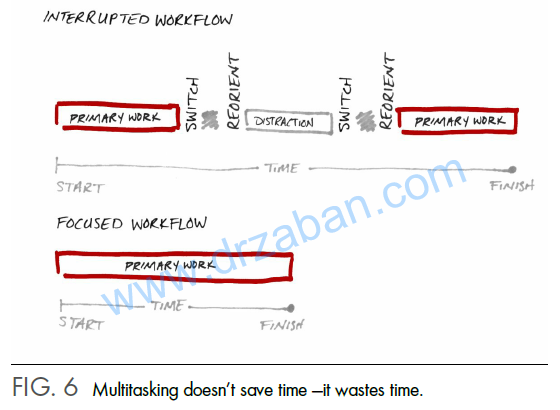 INTERRUPTED WORKFLOW
PRIMARY WORK
SWITCH
REORIENT
DISTRACTION
SWITCH
REORIENT
PRIMARY WORK
TIME
START
FINISH
FOCUSED WORKFLOW
PRIMARY WORK
TIME
START
FINISH
www.drzaban.com
FIG. 6 Multitasking doesn't save time —it wastes time.